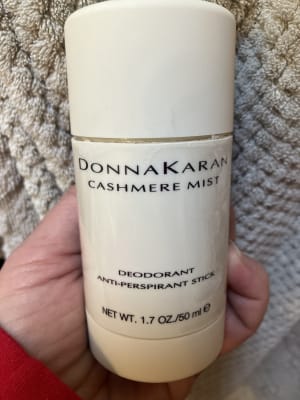 DONNAKARAN
CASHMERE MIST
DEODORANT
ANTI-PERSPIRANT STICK
NET WT. 1.7 OZ./50 ml ℮